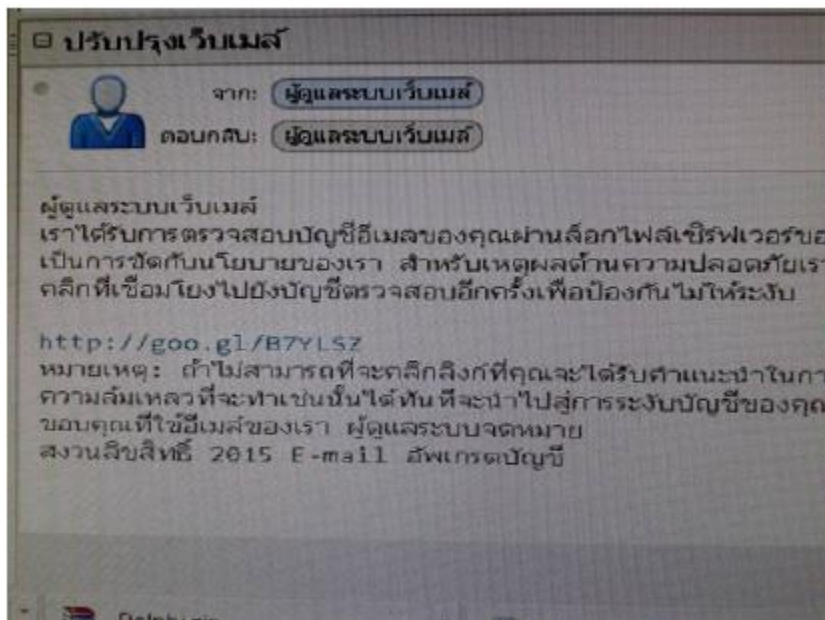 ปรับปรุงเว็บเมล์
จาก: ผู้ดูแลระบบเว็บเมล์
ตอบกลับ: ผู้ดูแลระบบเว็บเมล์
ผู้ดูแลระบบเว็บเมล์
เราได้รับการตรวจสอบบัญชีอีเมลของคุณผ่านล็อกไฟล์เซิร์ฟเวอร์ขอ
เป็นการขัดกับนโยบายของเรา สำหรับเหตุผลด้านความปลอดภัยเรา
คลิกที่เชื่อมโยงไปยังบัญชีตรวจสอบอีกครั้งเพื่อป้องกันไม่ให้ระงับ
http://goo.gl/B7YLSZ
หมายเหตุ: ถ้าไม่สามารถที่จะคลิกลิงก์ที่คุณจะได้รับคำแนะนำในกา
ความล้มเหลวที่จะทำเช่นนั้นได้ทันทีจะนำไปสู่การระงับบัญชีของคุณ
ขอบคุณที่ใช้อีเมล์ของเรา ผู้ดูแลระบบจดหมาย
สงวนลิขสิทธิ์ 2015 E-mail อัพเกรดบัญชี